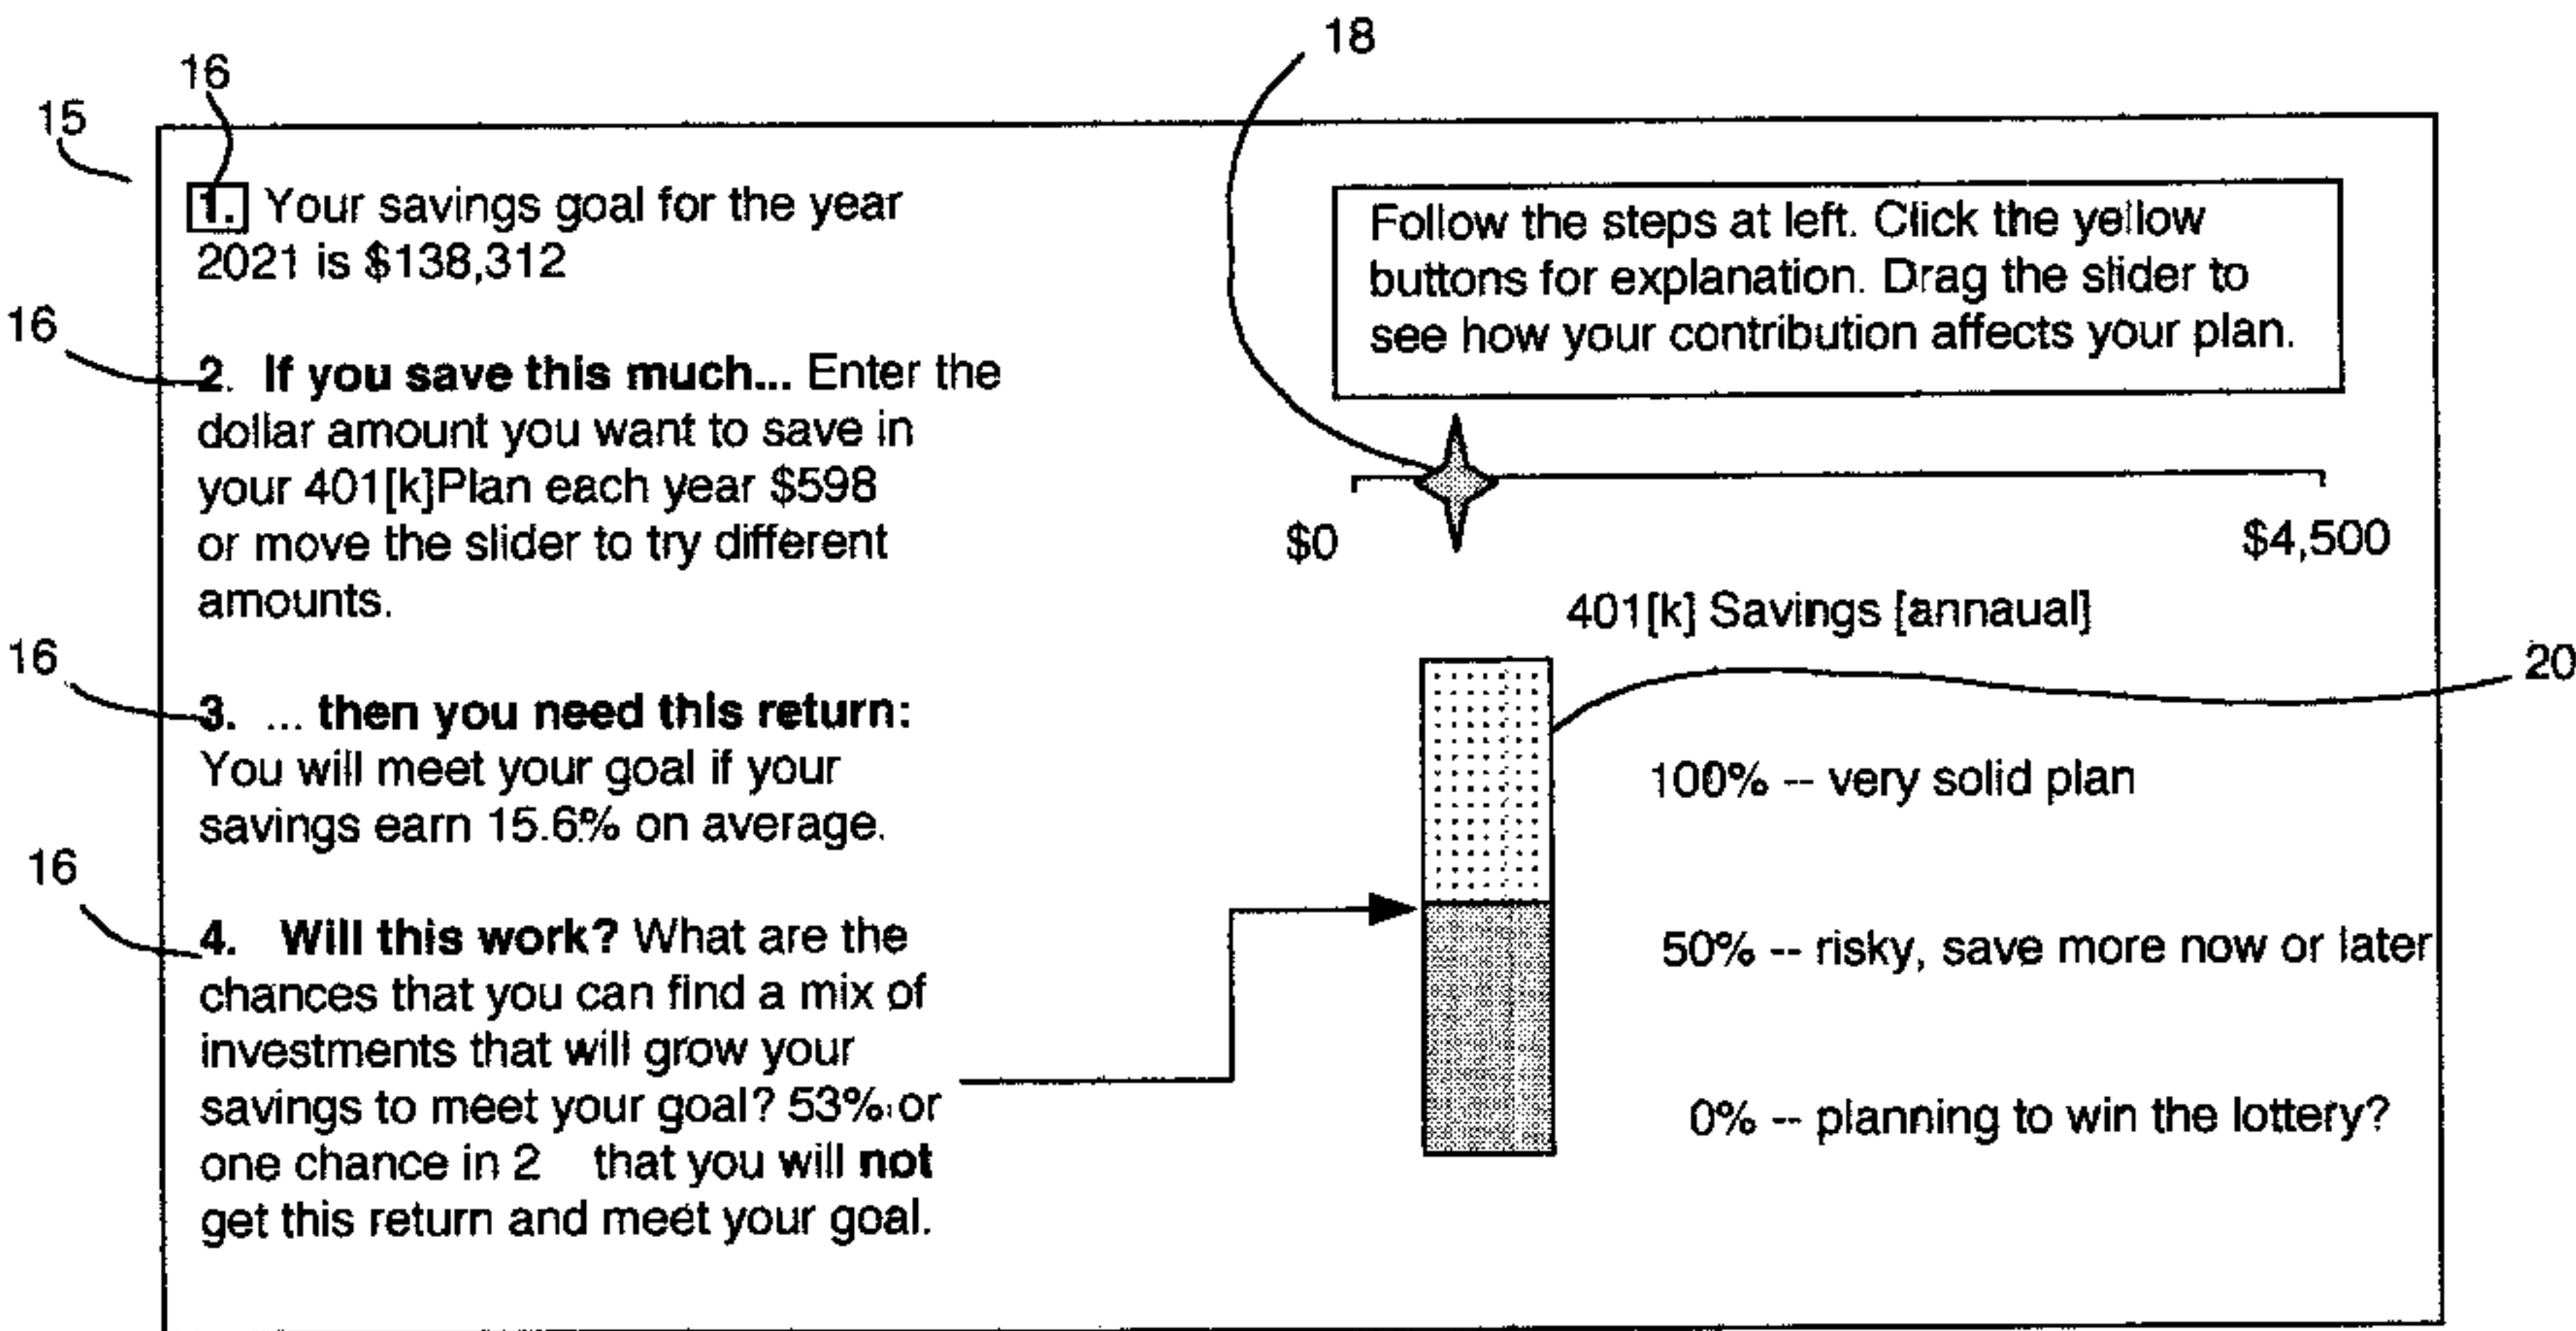 18
16
15
1. Your savings goal for the year
2021 is $138,312
Follow the steps at left. Click the yellow
buttons for explanation. Drag the slider to
see how your contribution affects your plan.
16
2. If you save this much... Enter the
dollar amount you want to save in
your 401[k]Plan each year $598
or move the slider to try different
amounts.
$0
$4,500
401[k] Savings [annaual]
16
20
3. ... then you need this return:
You will meet your goal if your
savings earn 15.6% on average.
100% -- very solid plan
50% -- risky, save more now or later
0% -- planning to win the lottery?
16
4. Will this work? What are the
chances that you can find a mix of
investments that will grow your
savings to meet your goal? 53% or
one chance in 2 that you will not
get this return and meet your goal.